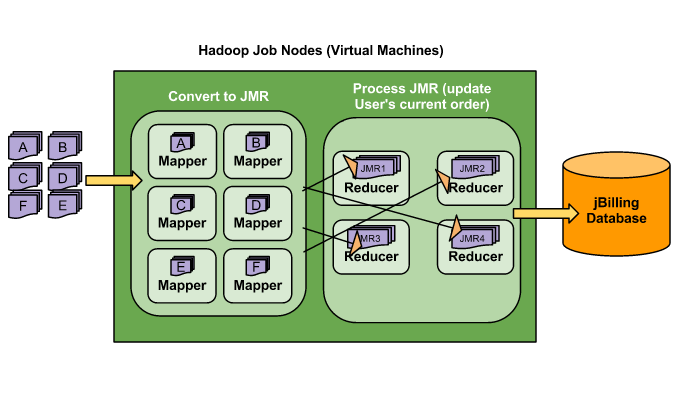 Hadoop Job Nodes (Virtual Machines)
Convert to JMR
Process JMR (update
User's current order)
A
B
C
D
F
E
A
Mapper
B
Mapper
C
Mapper
D
Mapper
E
Mapper
F
Mapper
JMR1
Reducer
JMR2
Reducer
JMR3
Reducer
JMR4
Reducer
jBilling
Database